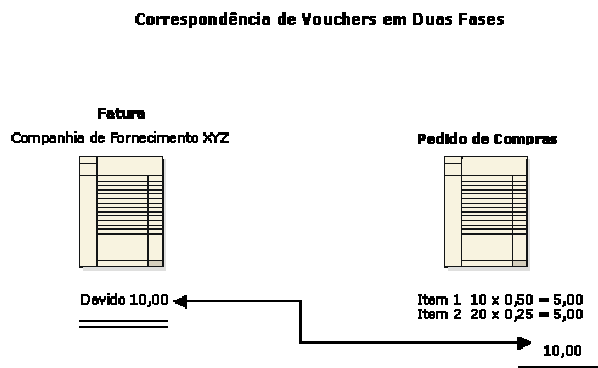 Correspondência de Vouchers em Duas Fases
Fatura
Companhia de Fornecimento XYZ
Pedido de Compras
Devido 10,00
Item 1 10 x 0,50 = 5,00
Item 2 20 x 0,25 = 5,00
10,00